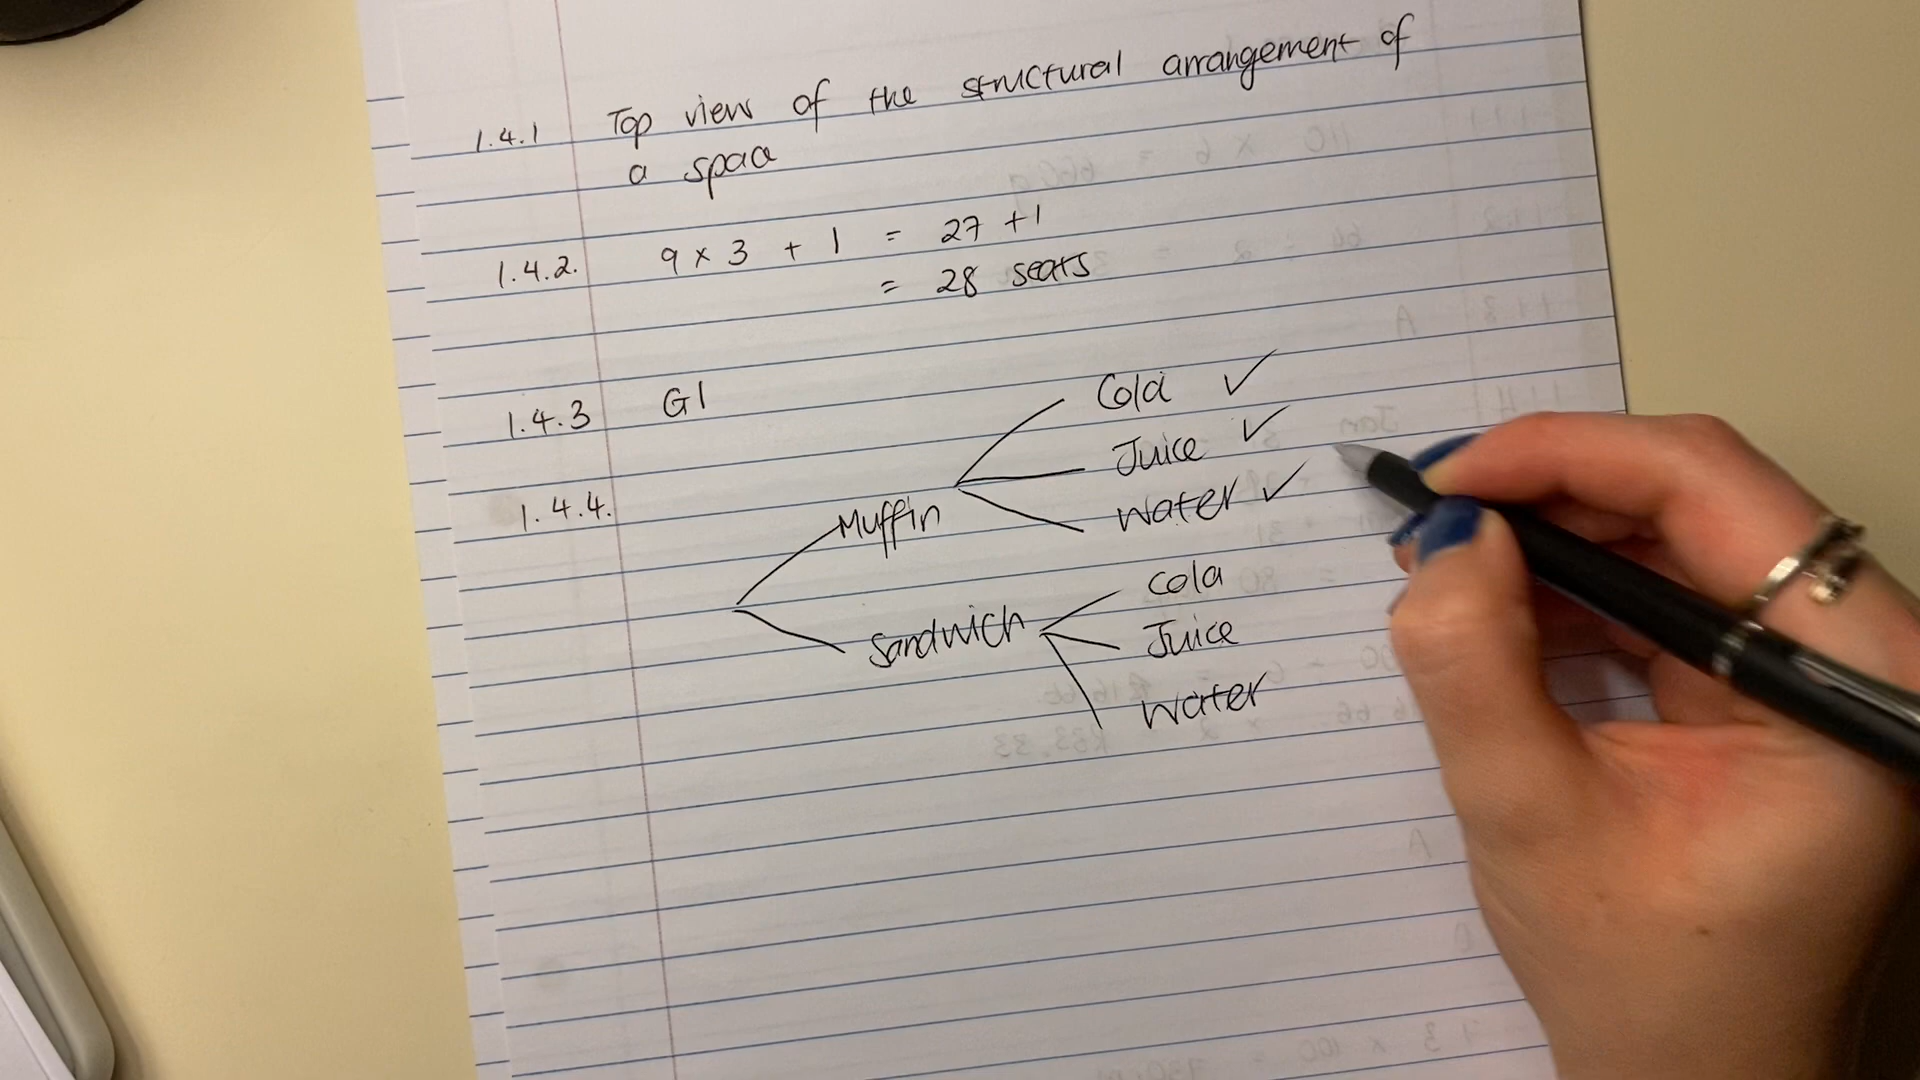 1.4.1 Top view of the structural arrangement of
a space
1.4.2. 9 x 3 + 1 = 27 +1
= 28 seats
1.4.3 G1
1.4.4.
Cola ✓
Juice ✓
Muffin
Water ✓
Cola
Sandwich
Juice
Water